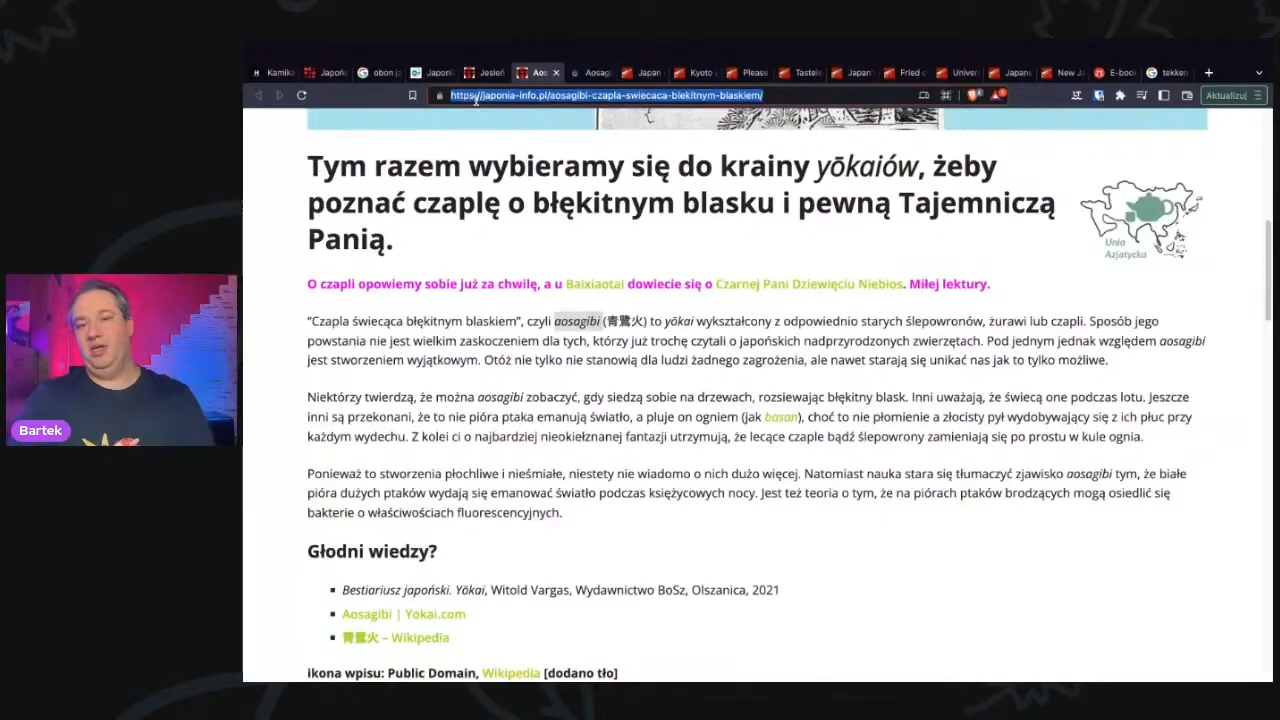 H Kamika
Japoń
obon ja
Japoni
Jesień
Aos
Aosag
Japan
Kyoto
Please
Tastele
Japan
Fried c
Univer
Japane
New Ja
E-boo
tekken
https://japonia-info.pl/aosagibi-czapla-swiecaca-blekitnym-blaskiem/
Aktualizuj
Tym razem wybieramy się do krainy yōkaiów, żeby
poznać czaplę o błękitnym blasku i pewną Tajemniczą
Panią.
Unia
Azjatycka
O czapli opowiemy sobie już za chwilę, a u Baixiaotai dowiecie się o Czarnej Pani Dziewięciu Niebios. Miłej lektury.
“Czapla świecąca błękitnym blaskiem”, czyli aosagibi (青鷺火) to yōkai wykształcony z odpowiednio starych ślepowronów, żurawi lub czapli. Sposób jego
powstania nie jest wielkim zaskoczeniem dla tych, którzy już trochę czytali o japońskich nadprzyrodzonych zwierzętach. Pod jednym jednak względem aosagibi
jest stworzeniem wyjątkowym. Otóż nie tylko nie stanowią dla ludzi żadnego zagrożenia, ale nawet starają się unikać nas jak to tylko możliwe.
Niektórzy twierdzą, że można aosagibi zobaczyć, gdy siedzą sobie na drzewach, rozsiewając błękitny blask. Inni uważają, że świecą one podczas lotu. Jeszcze
inni są przekonani, że to nie pióra ptaka emanują światło, a pluje on ogniem (jak basan), choć to nie płomienie a złocisty pył wydobywający się z ich płuc przy
każdym wydechu. Z kolei ci o najbardziej nieokiełznanej fantazji utrzymują, że lecące czaple bądź ślepowrony zamieniają się po prostu w kule ognia.
Ponieważ to stworzenia płochliwe i nieśmiałe, niestety nie wiadomo o nich dużo więcej. Natomiast nauka stara się tłumaczyć zjawisko aosagibi tym, że białe
pióra dużych ptaków wydają się emanować światło podczas księżycowych nocy. Jest też teoria o tym, że na piórach ptaków brodzących mogą osiedlić się
bakterie o właściwościach fluorescencyjnych.
Bartek
Głodni wiedzy?
Bestiariusz japoński. Yōkai, Witold Vargas, Wydawnictwo BoSz, Olszanica, 2021
Aosagibi | Yokai.com
青鷺火 – Wikipedia
ikona wpisu: Public Domain, Wikipedia [dodano tło]